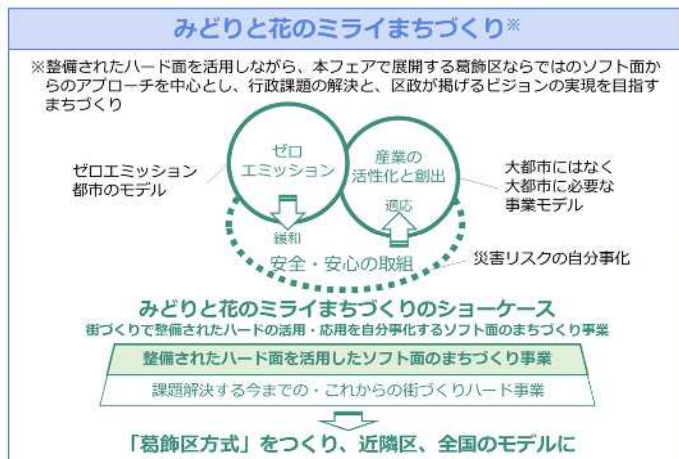 みどりと花のミライまちづくり※
※整備されたハード面を活用しながら、本フェアで展開する葛飾区ならではのソフト面か
らのアプローチを中心とし、行政課題の解決と、区政が掲げるビジョンの実現を目指す
まちづくり
ゼロ
エミッション
産業の
活性化と創出
ゼロエミッション
都市のモデル
大都市にはなく
大都市に必要な
事業モデル
緩和
適応
安全・安心の取組
災害リスクの自分事化
みどりと花のミライまちづくりのショーケース
街づくりで整備されたハードの活用・応用を自分事化するソフト面のまちづくり事業
整備されたハード面を活用したソフト面のまちづくり事業
課題解決する今までの・これからの街づくりハード事業
「葛飾区方式」をつくり、近隣区、全国のモデルに